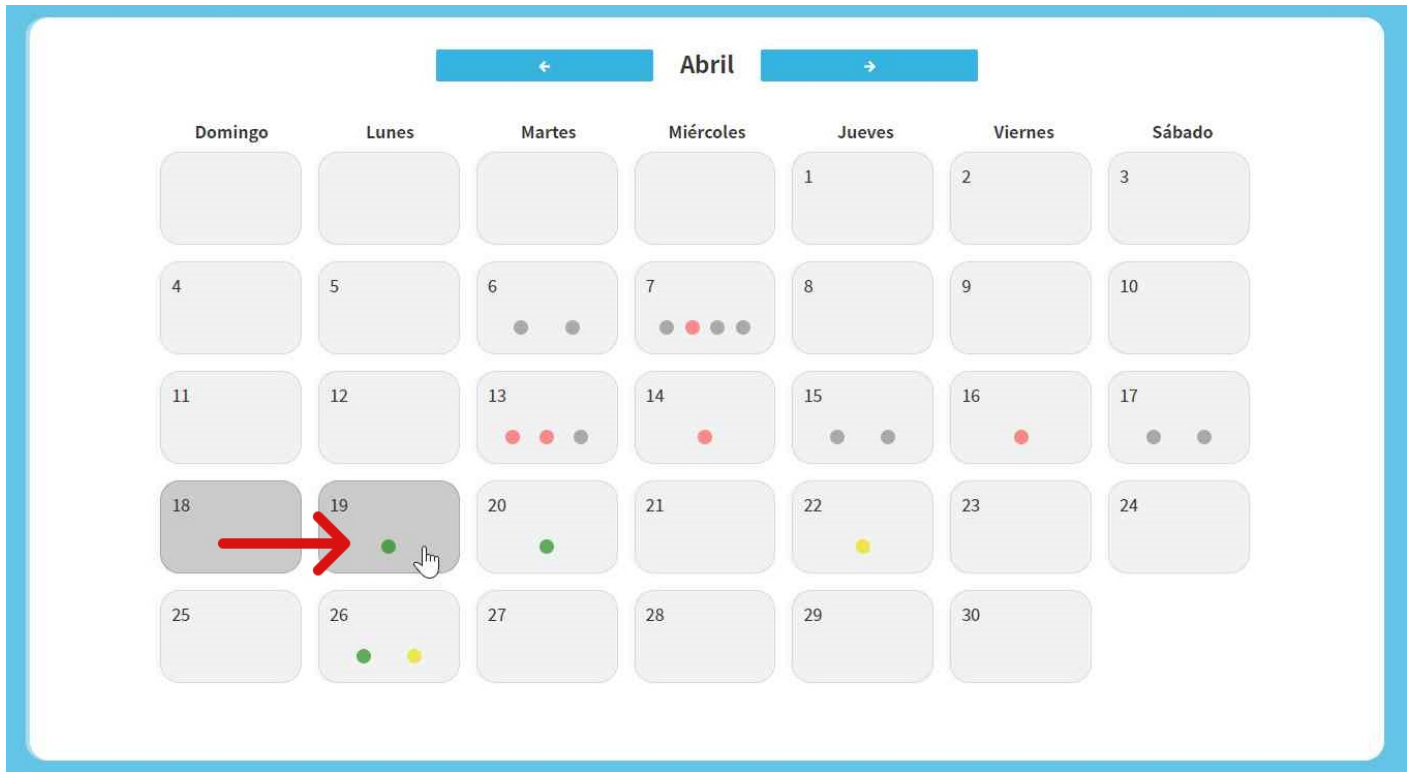 ← Abril →
Domingo Lunes Martes Miércoles Jueves Viernes Sábado
1 2 3
4 5 6 7 8 9 10
11 12 13 14 15 16 17
18 19 20 21 22 23 24
25 26 27 28 29 30